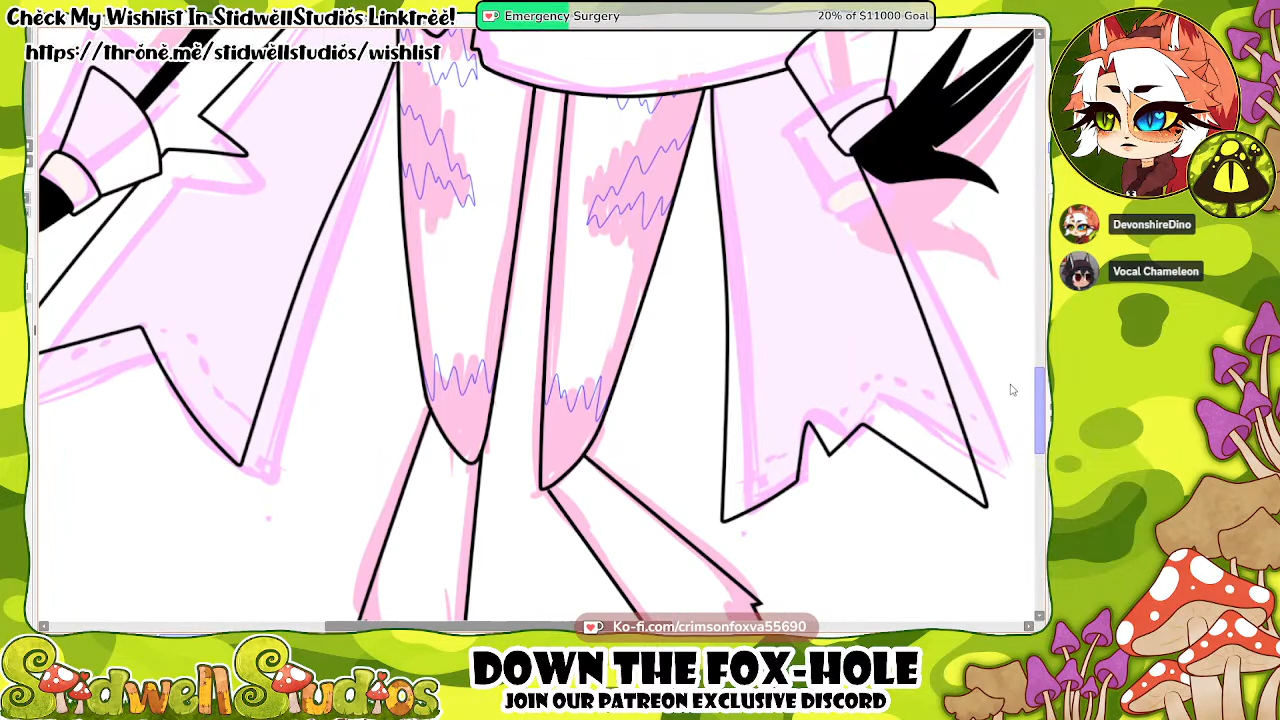 Check My Wishlist In StidwellStudio's Linktree!
https://throne.me/stidwellstudios/wishlist
Emergency Surgery
20% of $11000 Goal
DevonshireDino
Vocal Chameleon
Ko-fi.com/crimsonfoxva55690
StidwellStudios
DOWN THE FOX-HOLE
JOIN OUR PATREON EXCLUSIVE DISCORD